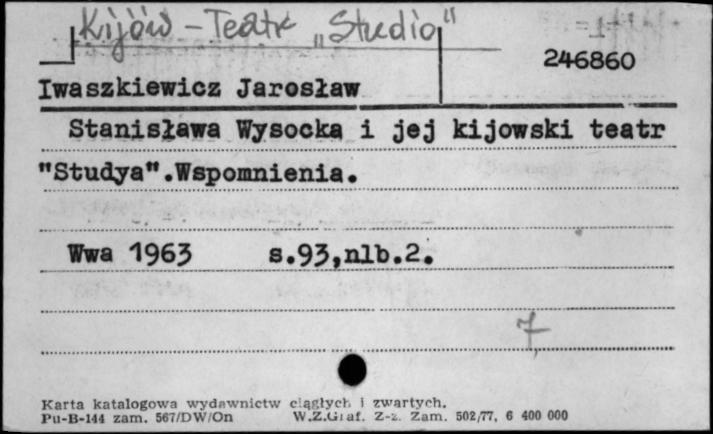 Kijów - Teatr „Studio"
246860
Iwaszkiewicz Jarosław
Stanisława Wysocka i jej kijowski teatr
"Studya".Wspomnienia.
Wwa 1963 s.93,nlb.2.
7
Karta katalogowa wydawnictw ciągłych i zwartych.
Pu-B-144 zam. 567/DW/On W.Z.Graf. Z-z. Zam. 502/77, 6 400 000